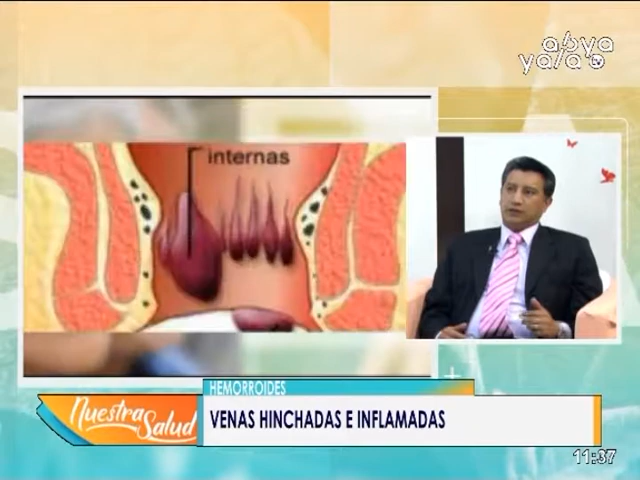 abya
yala tv
internas
HEMORROIDES
Nuestra
Salud
VENAS HINCHADAS E INFLAMADAS
11:37